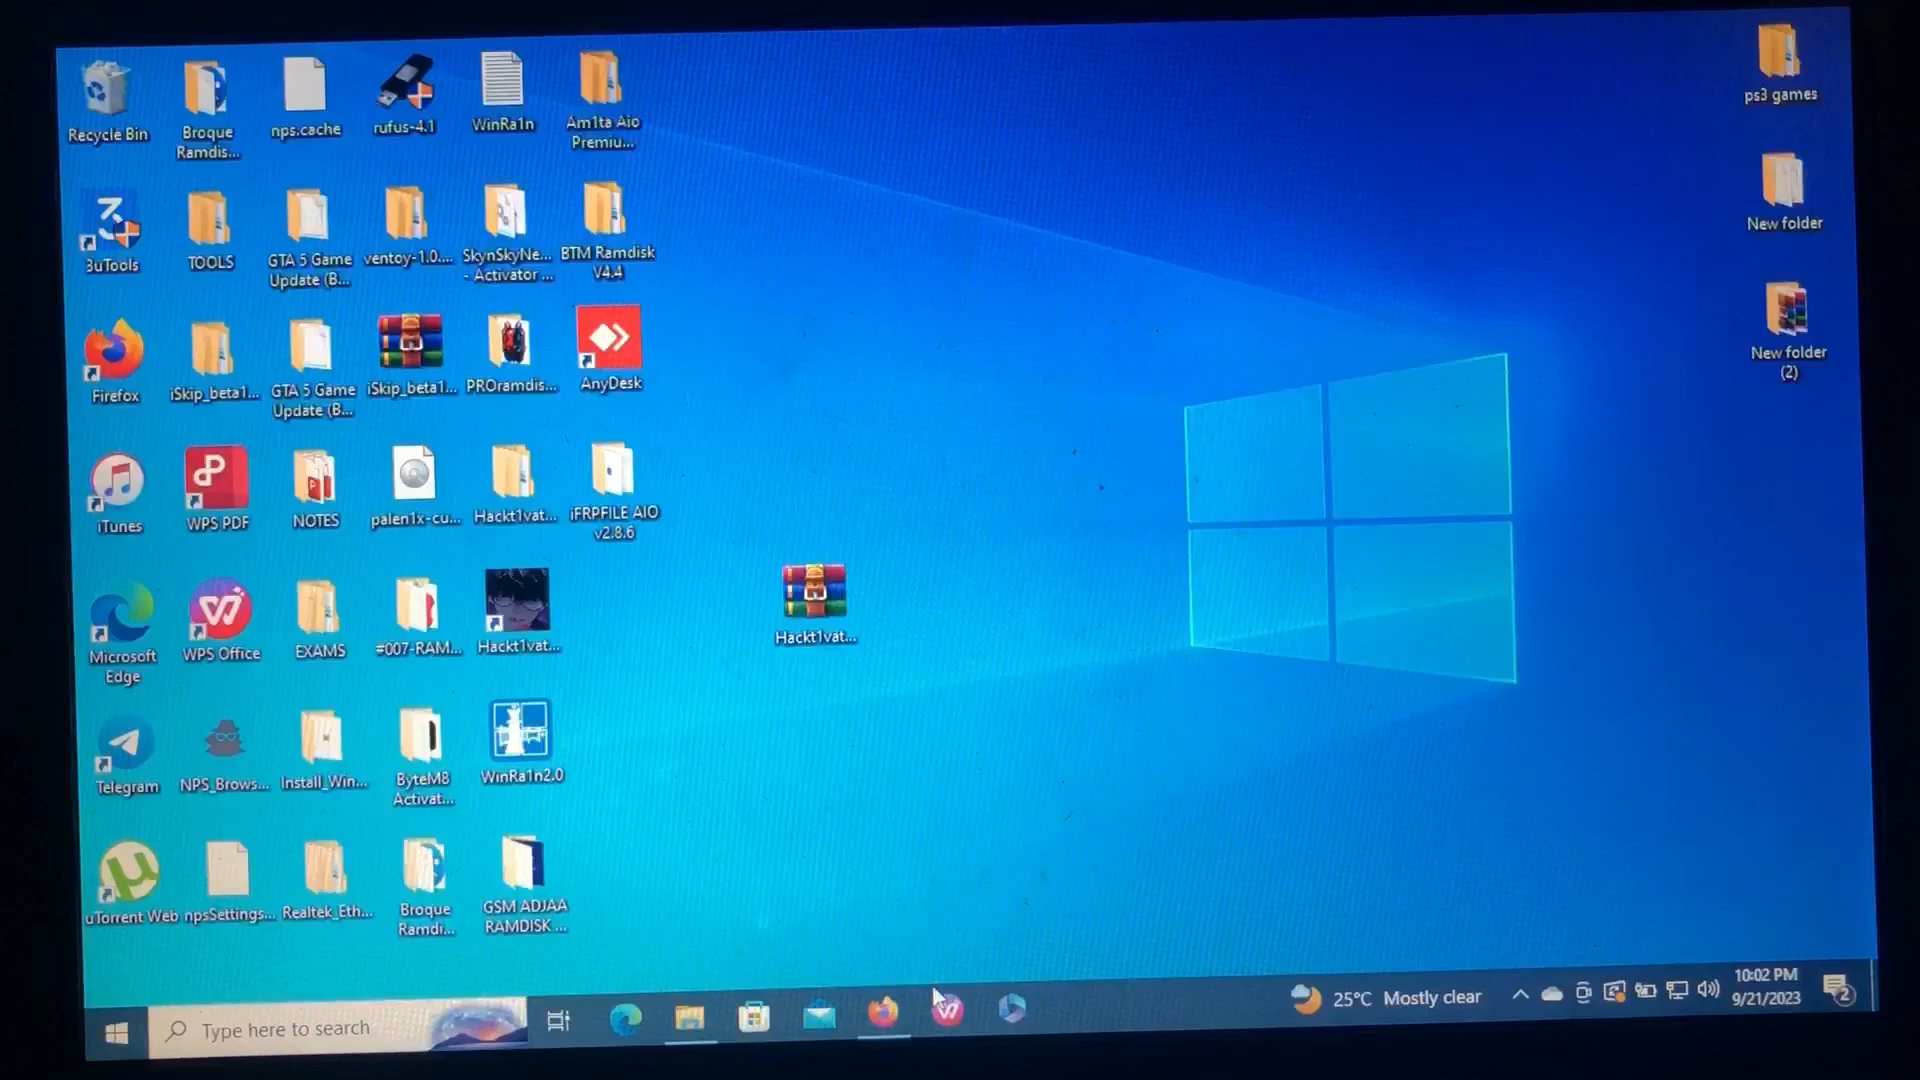 Recycle Bin
Broque
Ramdis...
nps.cache
rufus-4.1
WinRa1n
Am1ta Aio
Premiu...
ps3 games
3uTools
TOOLS
GTA 5 Game
Update (B...
ventoy-1.0....
SkynSkyNe...
- Activator ...
BTM Ramdisk
V4.4
New folder
Firefox
iSkip_beta1...
GTA 5 Game
Update (B...
iSkip_beta1...
PROramdis...
AnyDesk
New folder
(2)
iTunes
WPS PDF
NOTES
palen1x-cu...
Hackt1vat...
iFRPFILE AIO
v2.8.6
Microsoft
Edge
WPS Office
EXAMS
#007-RAM...
Hackt1vat...
Hackt1vat...
Telegram
NPS_Brows...
Install_Win...
ByteM8
Activat...
WinRa1n2.0
uTorrent Web
npsSettings...
Realtek_Eth...
Broque
Ramdi...
GSM ADJAA
RAMDISK ...
Type here to search
25°C Mostly clear
10:02 PM
9/21/2023
2